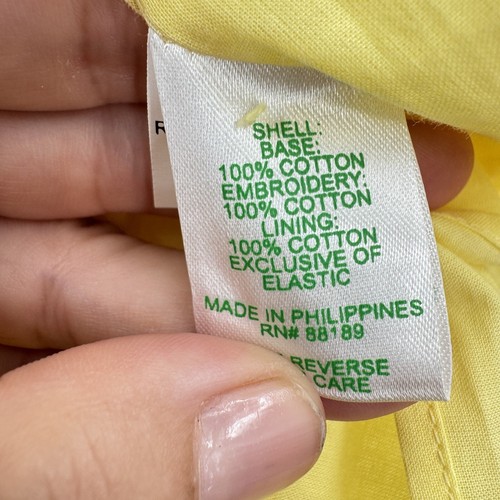 SHELL:
BASE:
100% COTTON
EMBROIDERY:
100% COTTON
LINING:
100% COTTON
EXCLUSIVE OF
ELASTIC
MADE IN PHILIPPINES
RN# 88189
REVERSE
CARE
R